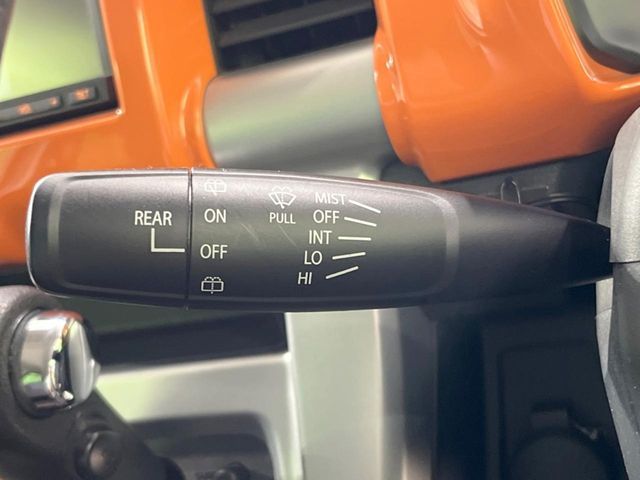 REAR
ON
OFF
PULL
MIST
OFF
INT
LO
HI